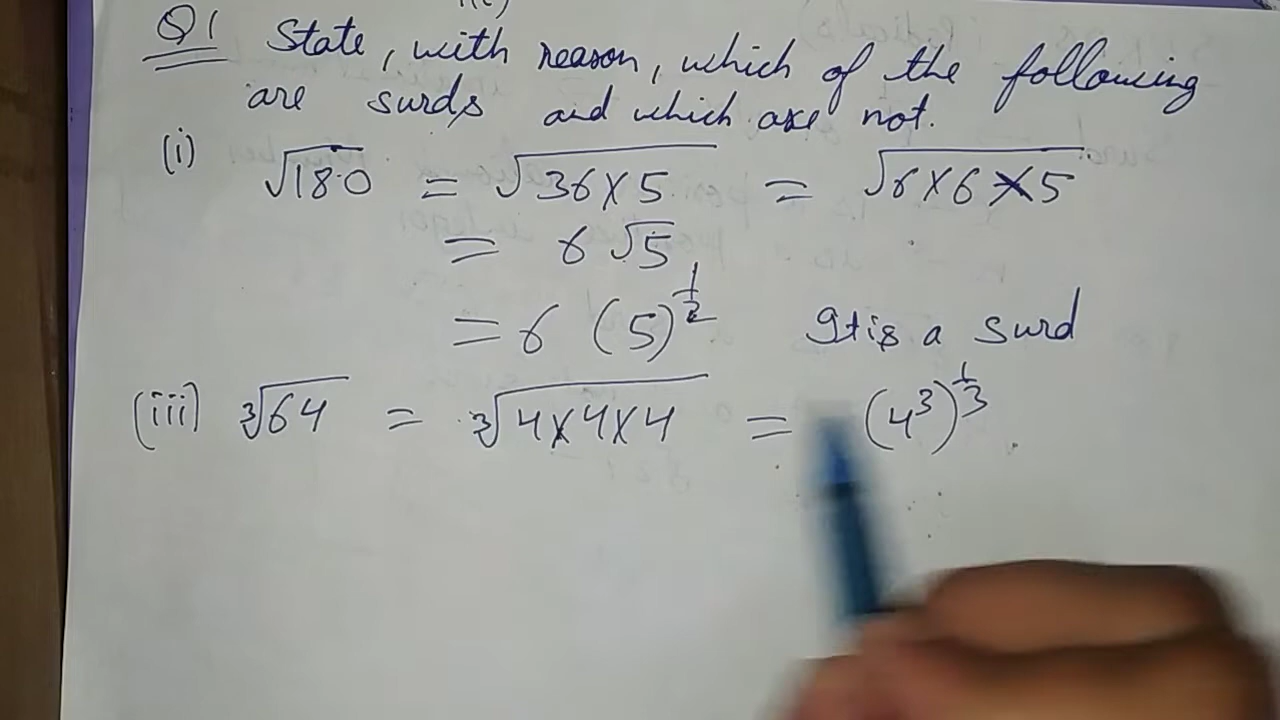 Q1 State, with reason, which of the following
are surds and which are not.
(i) √180 = √36×5 = √6×6×5
= 6√5
= 6 (5)^1/2 It is a surd
(iii) ∛64 = ∛4×4×4 = (4³)^1/3